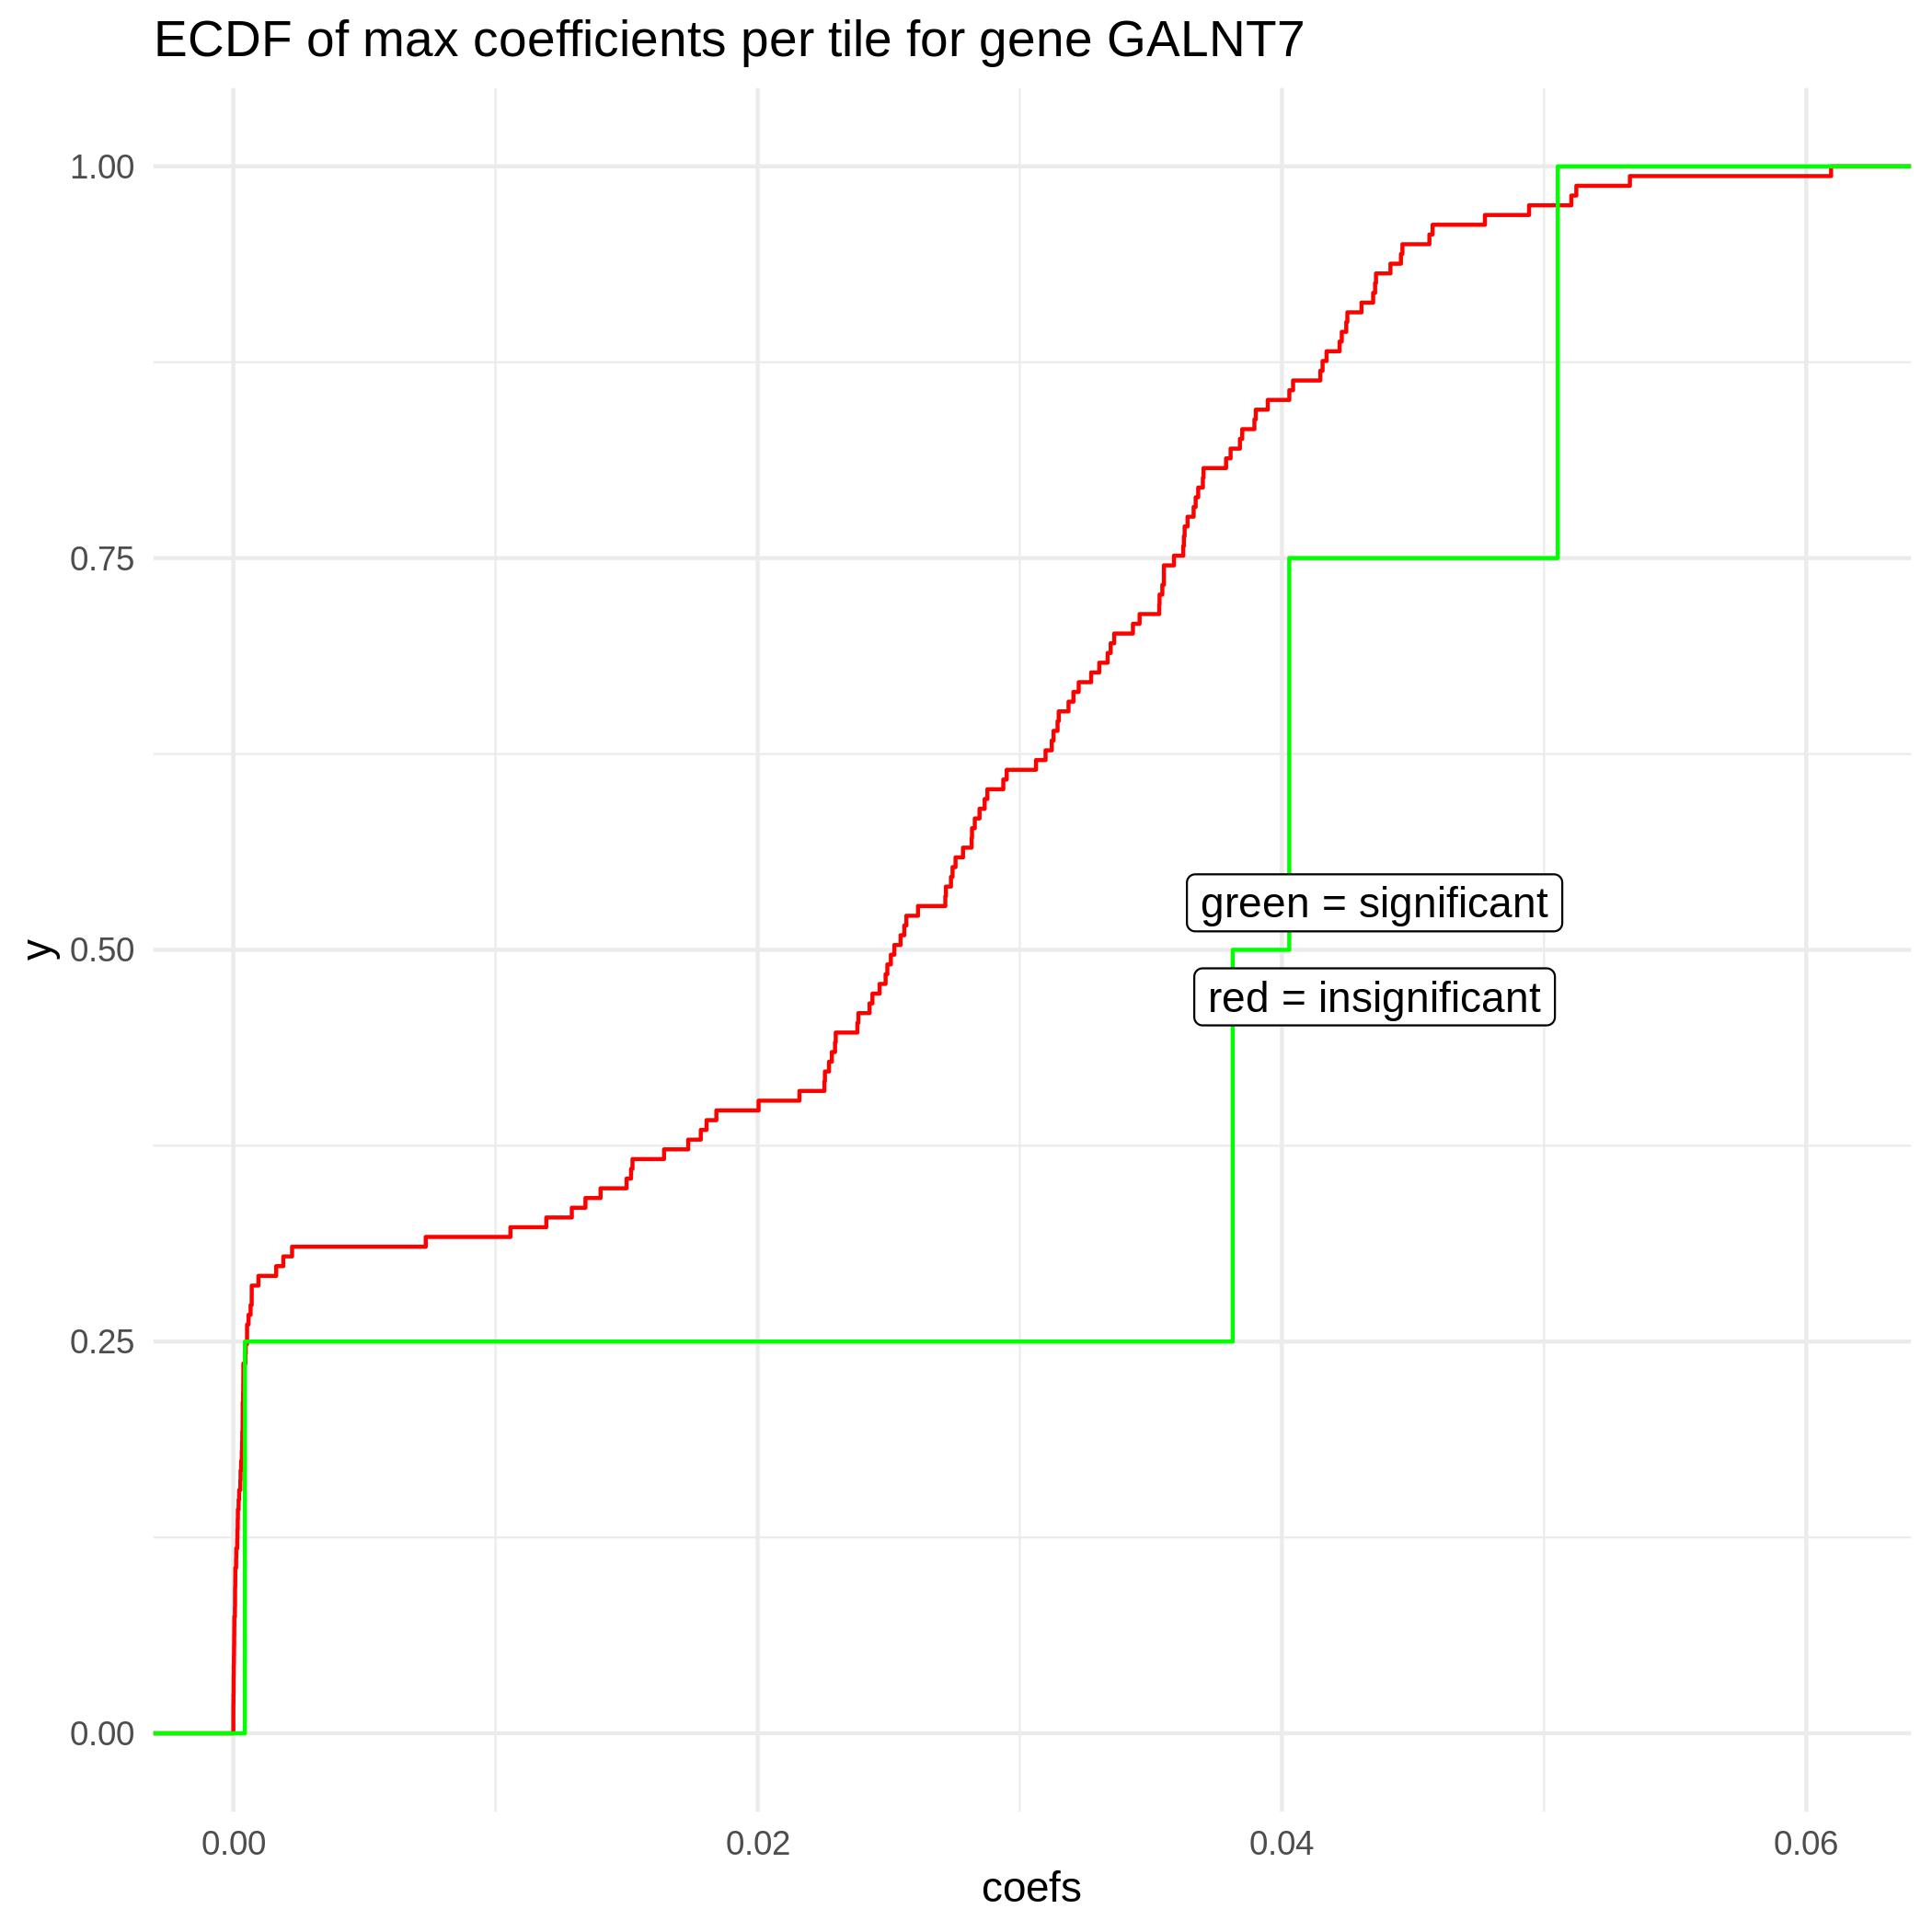 ECDF of max coefficients per tile for gene GALNT7
1.00
0.75
0.50
0.25
0.00
y
green = significant
red = insignificant
0.00 0.02 0.04 0.06
coefs